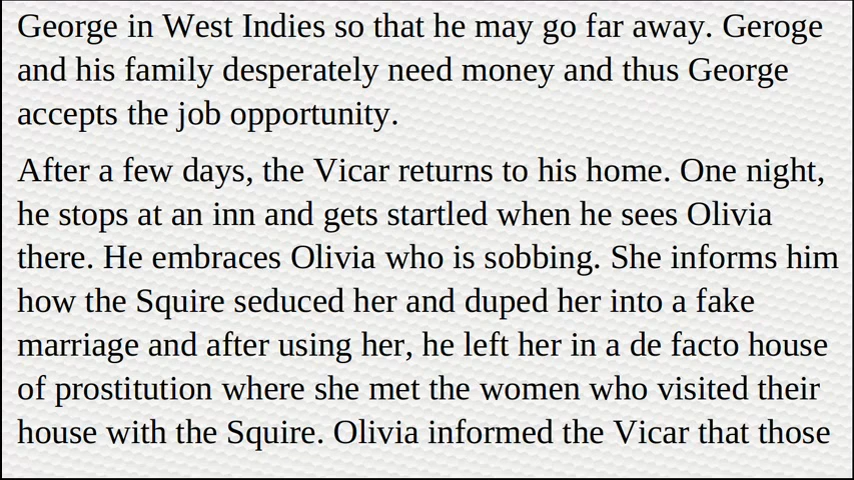 George in West Indies so that he may go far away. Geroge
and his family desperately need money and thus George
accepts the job opportunity.
After a few days, the Vicar returns to his home. One night,
he stops at an inn and gets startled when he sees Olivia
there. He embraces Olivia who is sobbing. She informs him
how the Squire seduced her and duped her into a fake
marriage and after using her, he left her in a de facto house
of prostitution where she met the women who visited their
house with the Squire. Olivia informed the Vicar that those